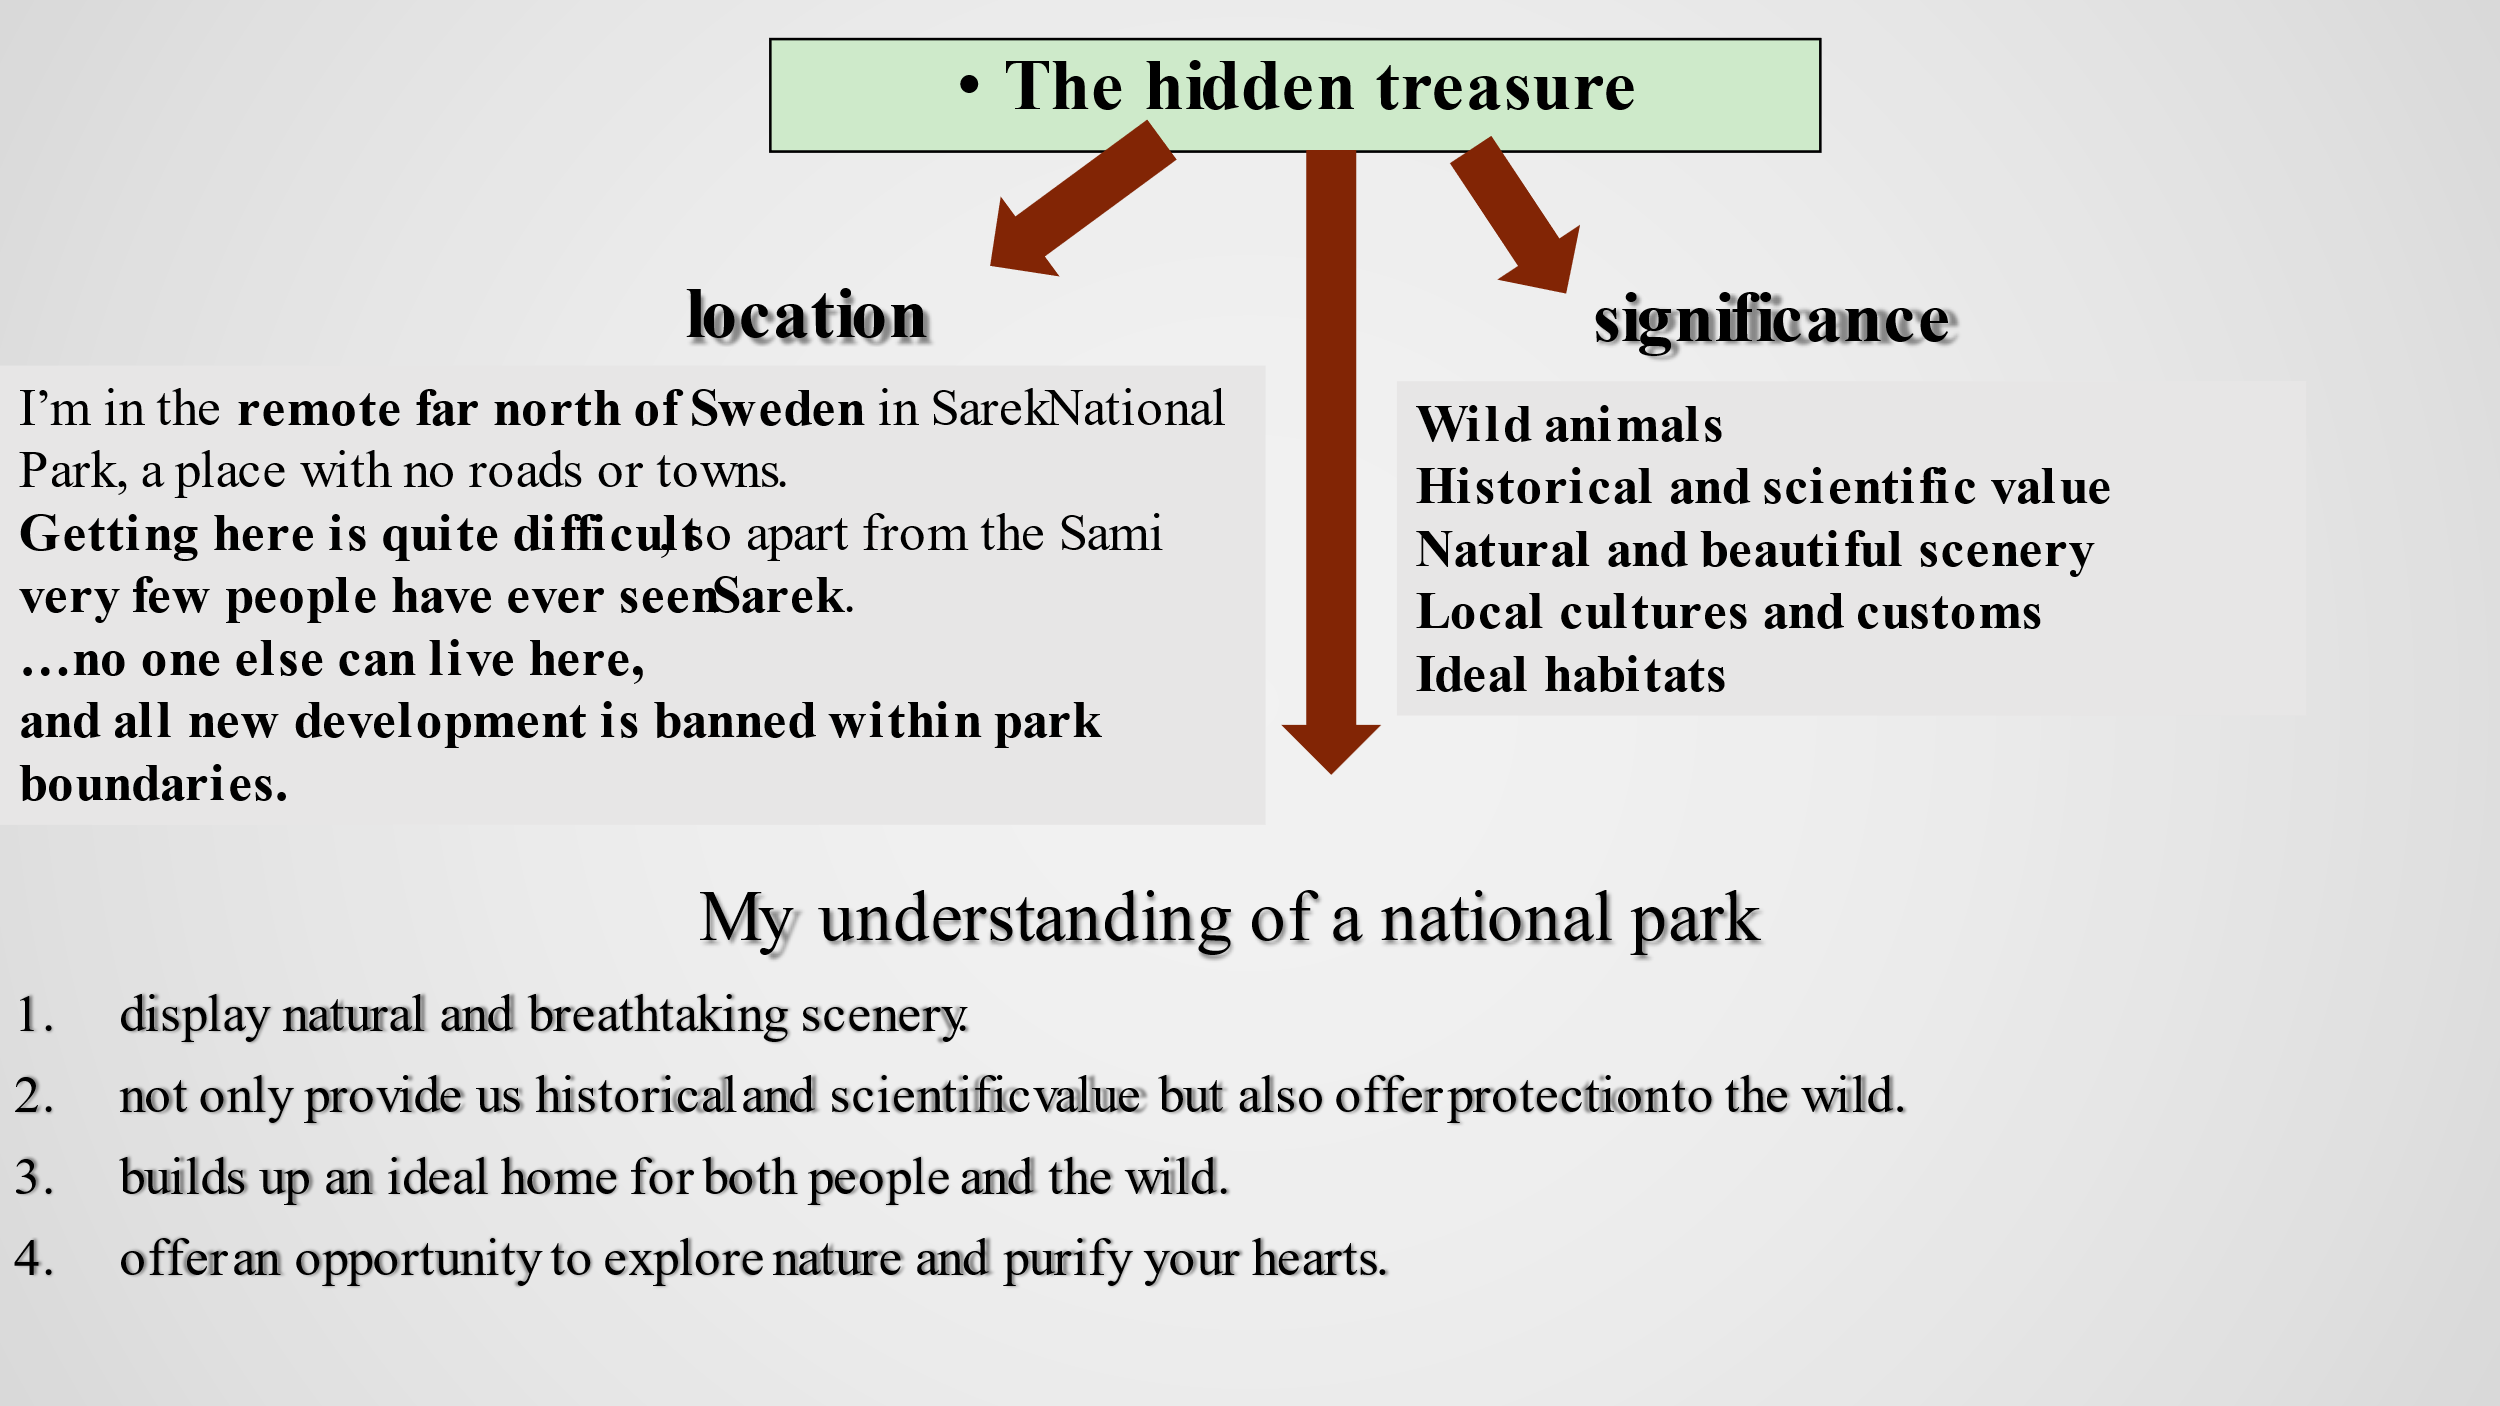 • The hidden treasure
location
significance
I’m in the remote far north of Sweden in Sarek National
Park, a place with no roads or towns.
Getting here is quite difficult, so apart from the Sami
very few people have ever seen Sarek.
…no one else can live here,
and all new development is banned within park
boundaries.
Wild animals
Historical and scientific value
Natural and beautiful scenery
Local cultures and customs
Ideal habitats
My understanding of a national park
1. display natural and breathtaking scenery.
2. not only provide us historical and scientific value but also offer protection to the wild.
3. builds up an ideal home for both people and the wild.
4. offer an opportunity to explore nature and purify your hearts.